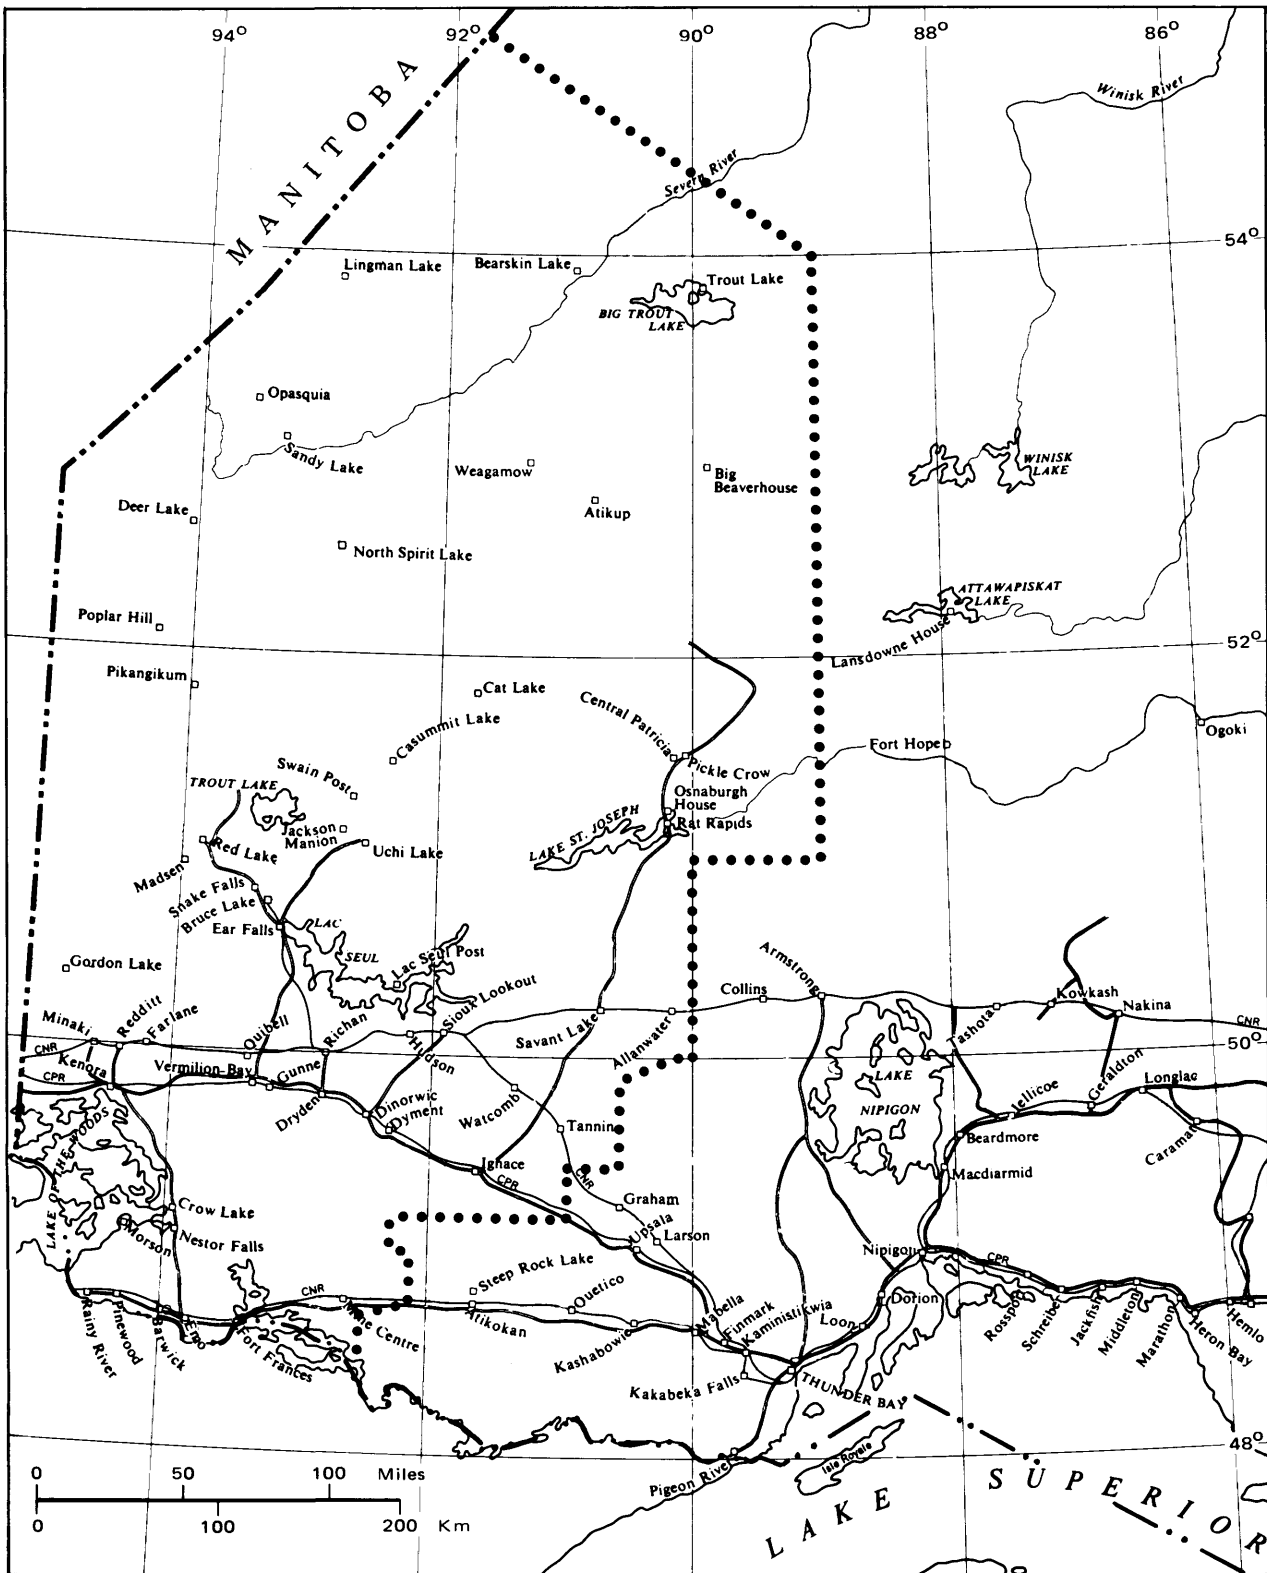 94°
92°
90°
88°
86°
MANITOBA
Winisk River
Severn River
54°
Lingman Lake
Bearskin Lake
Trout Lake
BIG TROUT
LAKE
Opasquia
Sandy Lake
Weagamow
Big
Beaverhouse
WINISK
LAKE
Deer Lake
Atikup
North Spirit Lake
ATTAWAPISKAT
LAKE
Poplar Hill
Lansdowne House
52°
Pikangikum
Cat Lake
Central Patricia
Casummit Lake
Ogoki
Fort Hope
Pickle Crow
Swain Post
TROUT LAKE
Osnaburgh
House
Rat Rapids
LAKE ST. JOSEPH
Jackson
Manion
Uchi Lake
Red Lake
Madsen
Snake Falls
Bruce Lake
Ear Falls
LAC
SEUL
Lac Seul Post
Gordon Lake
Sioux Lookout
Armstrong
Collins
Kowkash
Nakina
CNR
Minaki
Redditt
Farlane
Quibell
Richan
Hudson
Savant Lake
Allanwater
Tashota
50°
CNR
Kenora
CPR
Vermilion Bay
Gunne
Dryden
Dinorwic
Dyment
Watcomb
Tannin
LAKE
NIPIGON
Jellicoe
Geraldton
Longlac
Beardmore
Caramat
Macdiarmid
LAKE OF THE WOODS
Ignace
CPR
CNR
Graham
Crow Lake
Morson
Nestor Falls
Upsala
Larson
Nipigon
CPR
Steep Rock Lake
Quetico
CNR
Rainy River
Pinewood
Barwick
Emo
Fort Frances
Mine Centre
Atikokan
Kashabowie
Mabella
Finmark
Kaministikwia
Loon
Dorion
Rossport
Schreiber
Jackfish
Middleton
Marathon
Heron Bay
Hemlo
Kakabeka Falls
THUNDER BAY
48°
Pigeon River
Isle Royale
LAKE SUPERIOR
0 50 100 Miles
0 100 200 Km